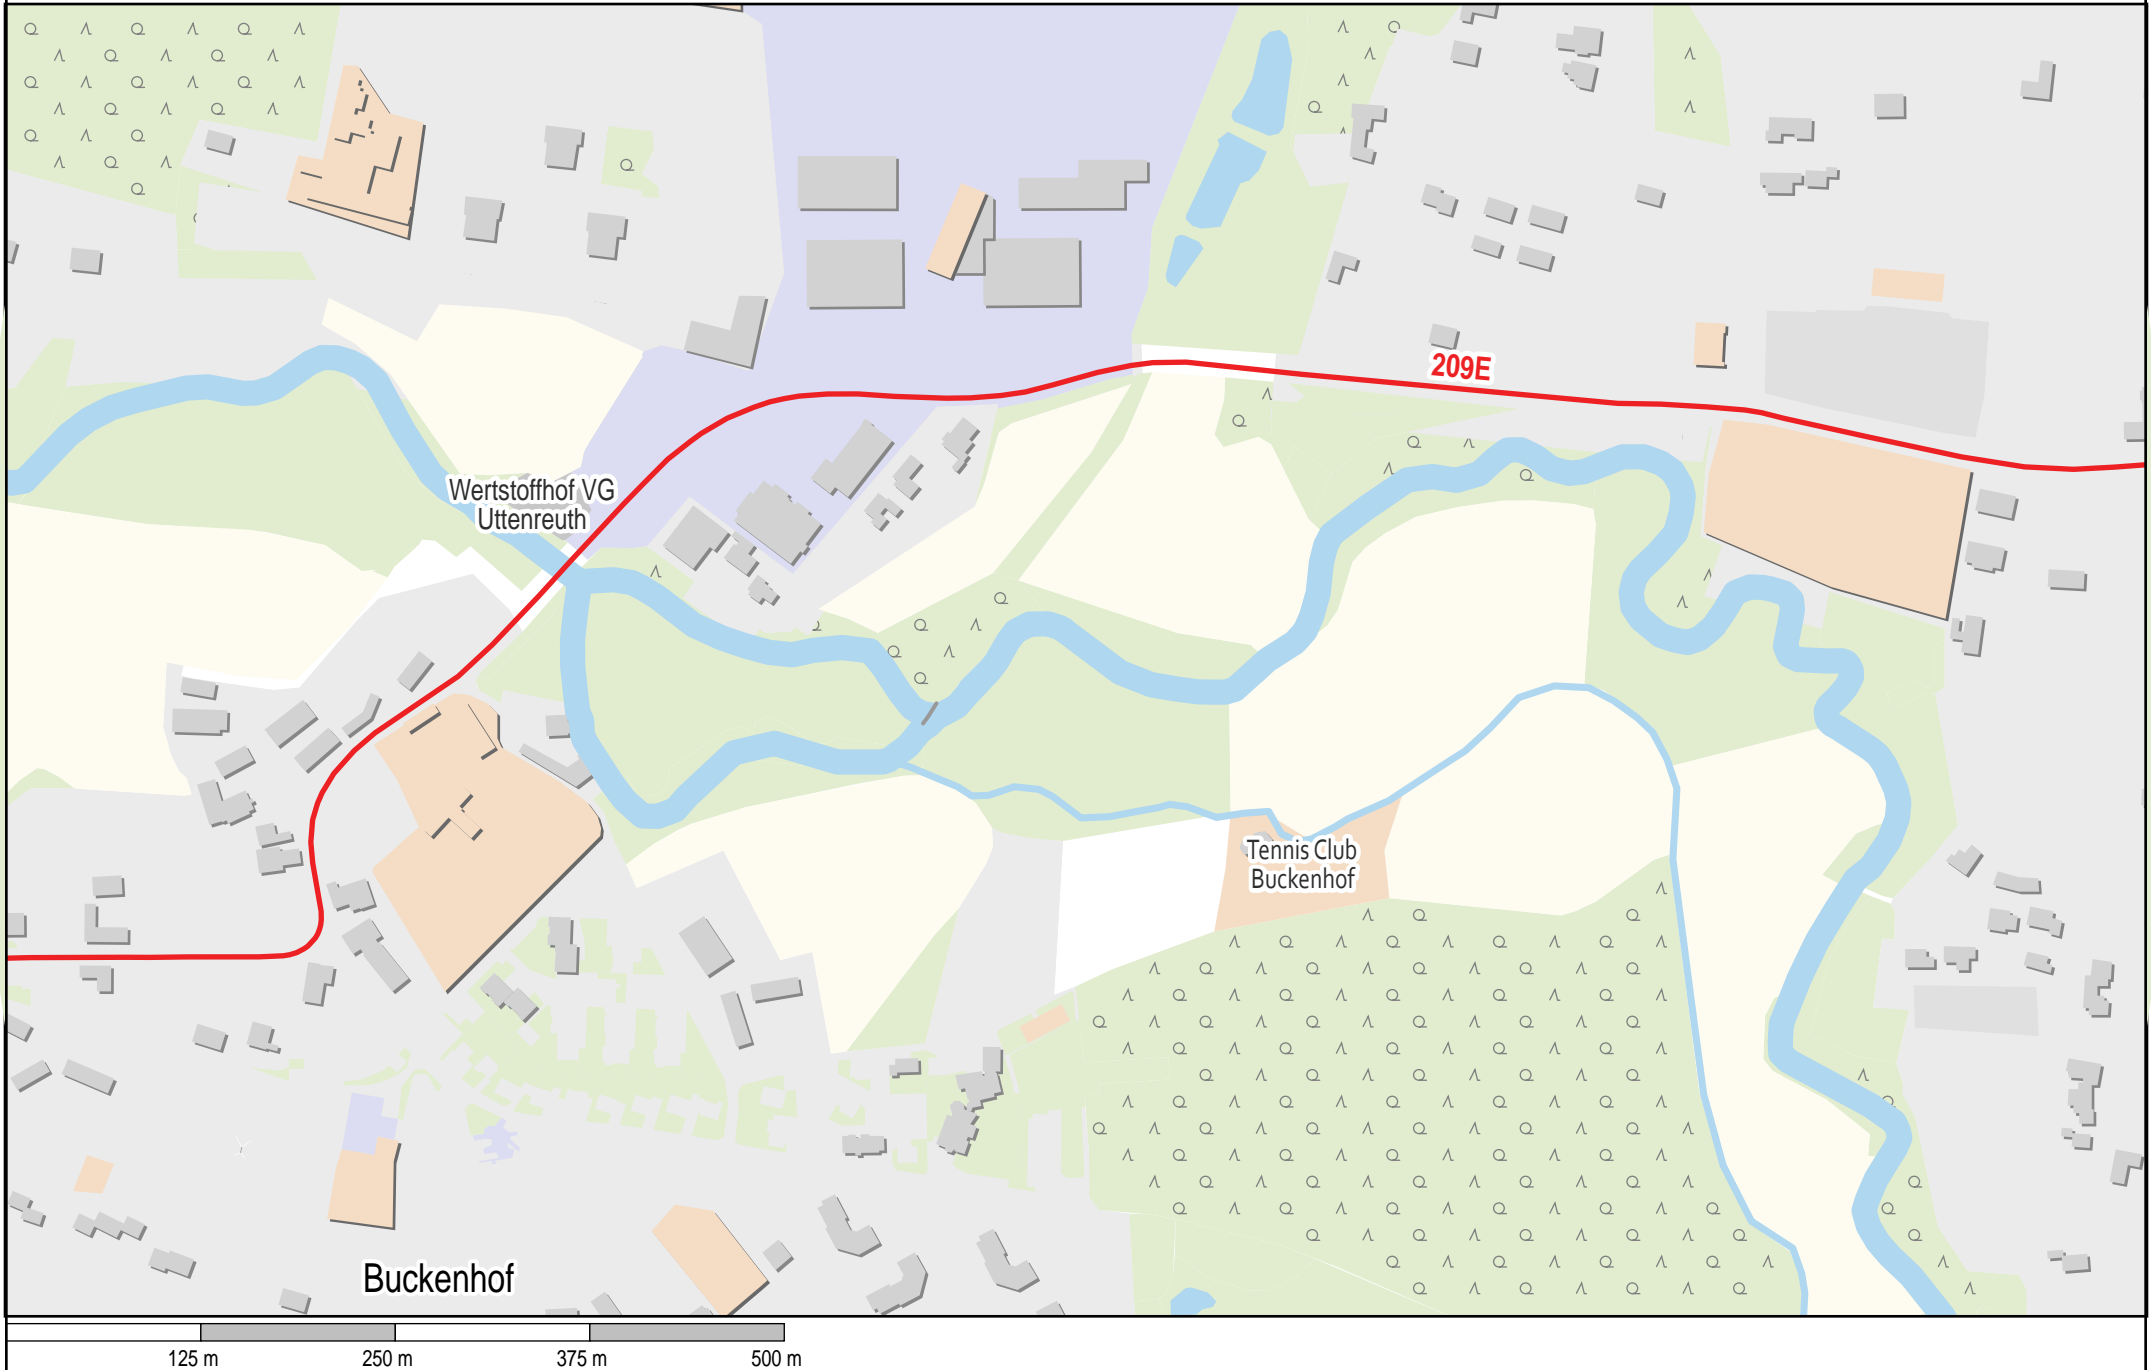 209E
Wertstoffhof VG
Uttenreuth
Tennis Club
Buckenhof
Buckenhof
125 m
250 m
375 m
500 m